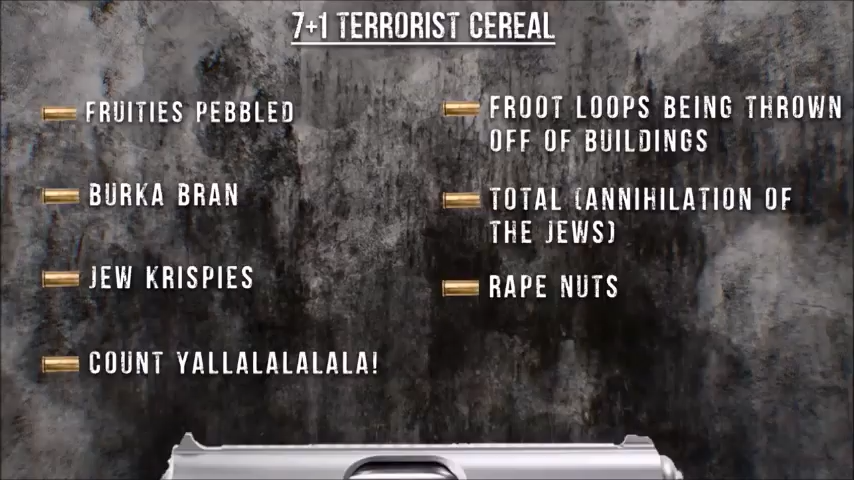 7+1 TERRORIST CEREAL
FRUITIES PEBBLED
BURKA BRAN
JEW KRISPIES
COUNT YALLALALALALA!
FROOT LOOPS BEING THROWN
OFF OF BUILDINGS
TOTAL (ANNIHILATION OF
THE JEWS)
RAPE NUTS